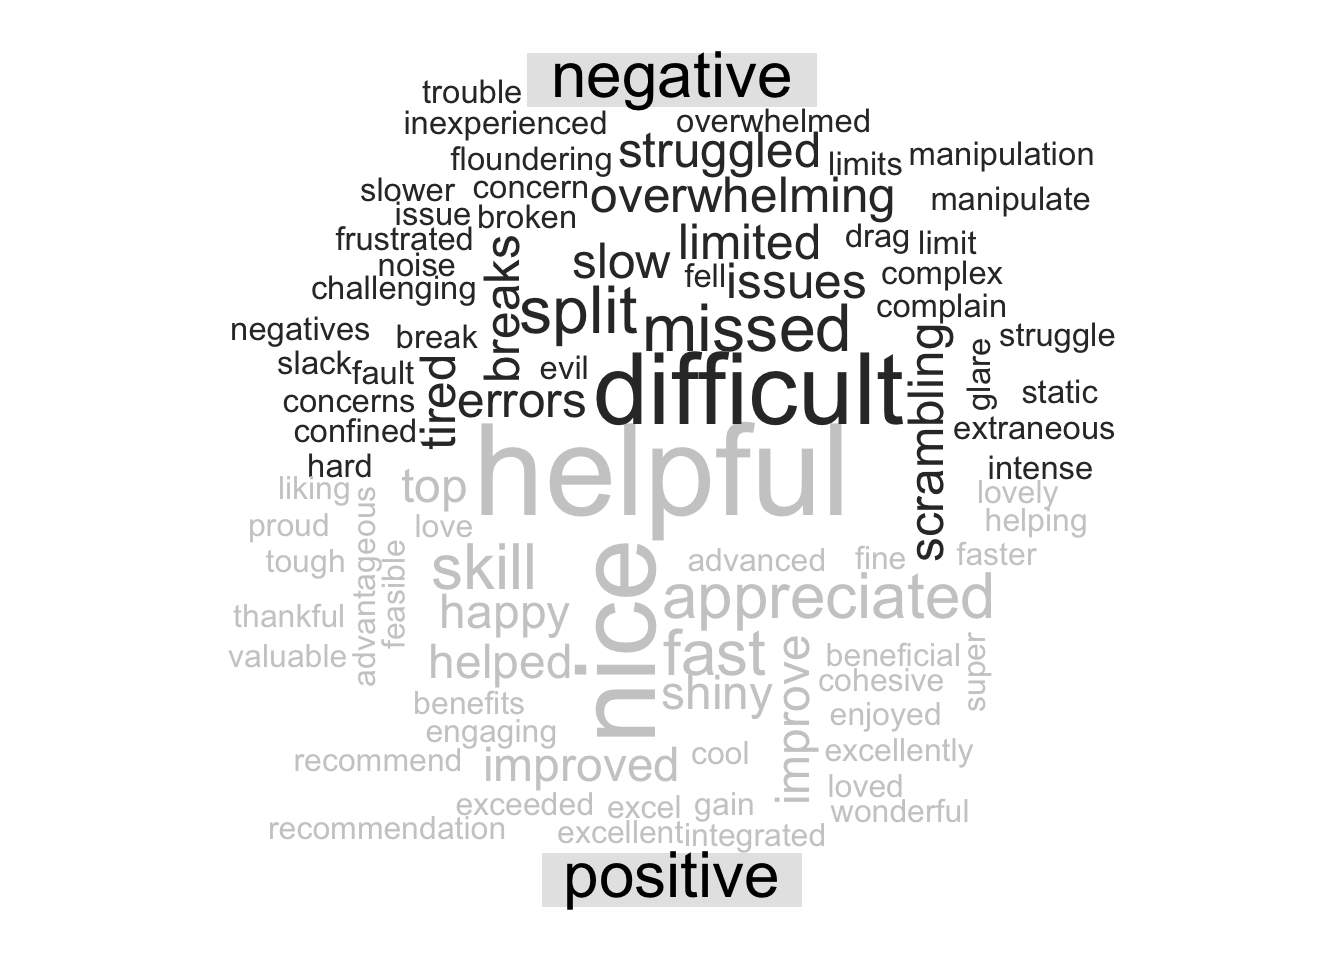 negative
trouble
inexperienced overwhelmed
floundering struggled limits manipulation
slower concern overwhelming manipulate
issue broken
frustrated breaks slow limited drag limit
noise fell issues complex
challenging split missed complain
negatives break scrambling glare struggle
slack fault tired evil difficult static
concerns errors
confined extraneous
hard helpful intense
liking top lovely
proud advantageous love helping
tough feasible skill nice advanced fine faster
thankful happy appreciated
valuable helped fast improve beneficial super
shiny cohesive
benefits enjoyed
engaging
recommend improved cool excellently
exceeded excel gain loved
wonderful
recommendation excellent integrated
positive